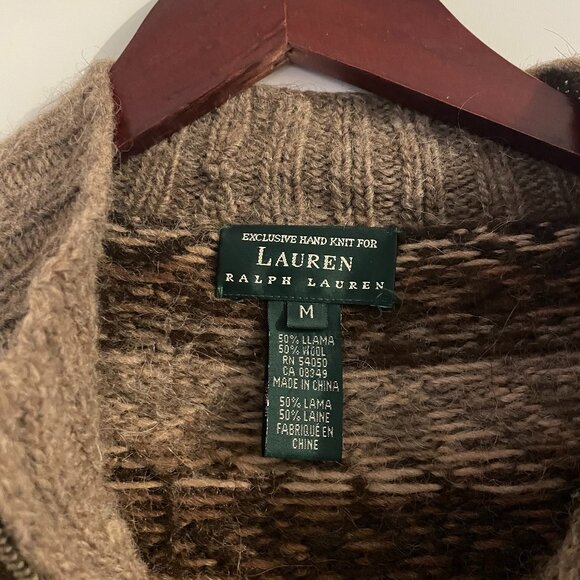 EXCLUSIVE HAND KNIT FOR
LAUREN
RALPH LAUREN
M
50% LLAMA
50% WOOL
RN 54050
CA 08349
MADE IN CHINA
50% LAMA
50% LAINE
FABRIQUÉ EN
CHINE